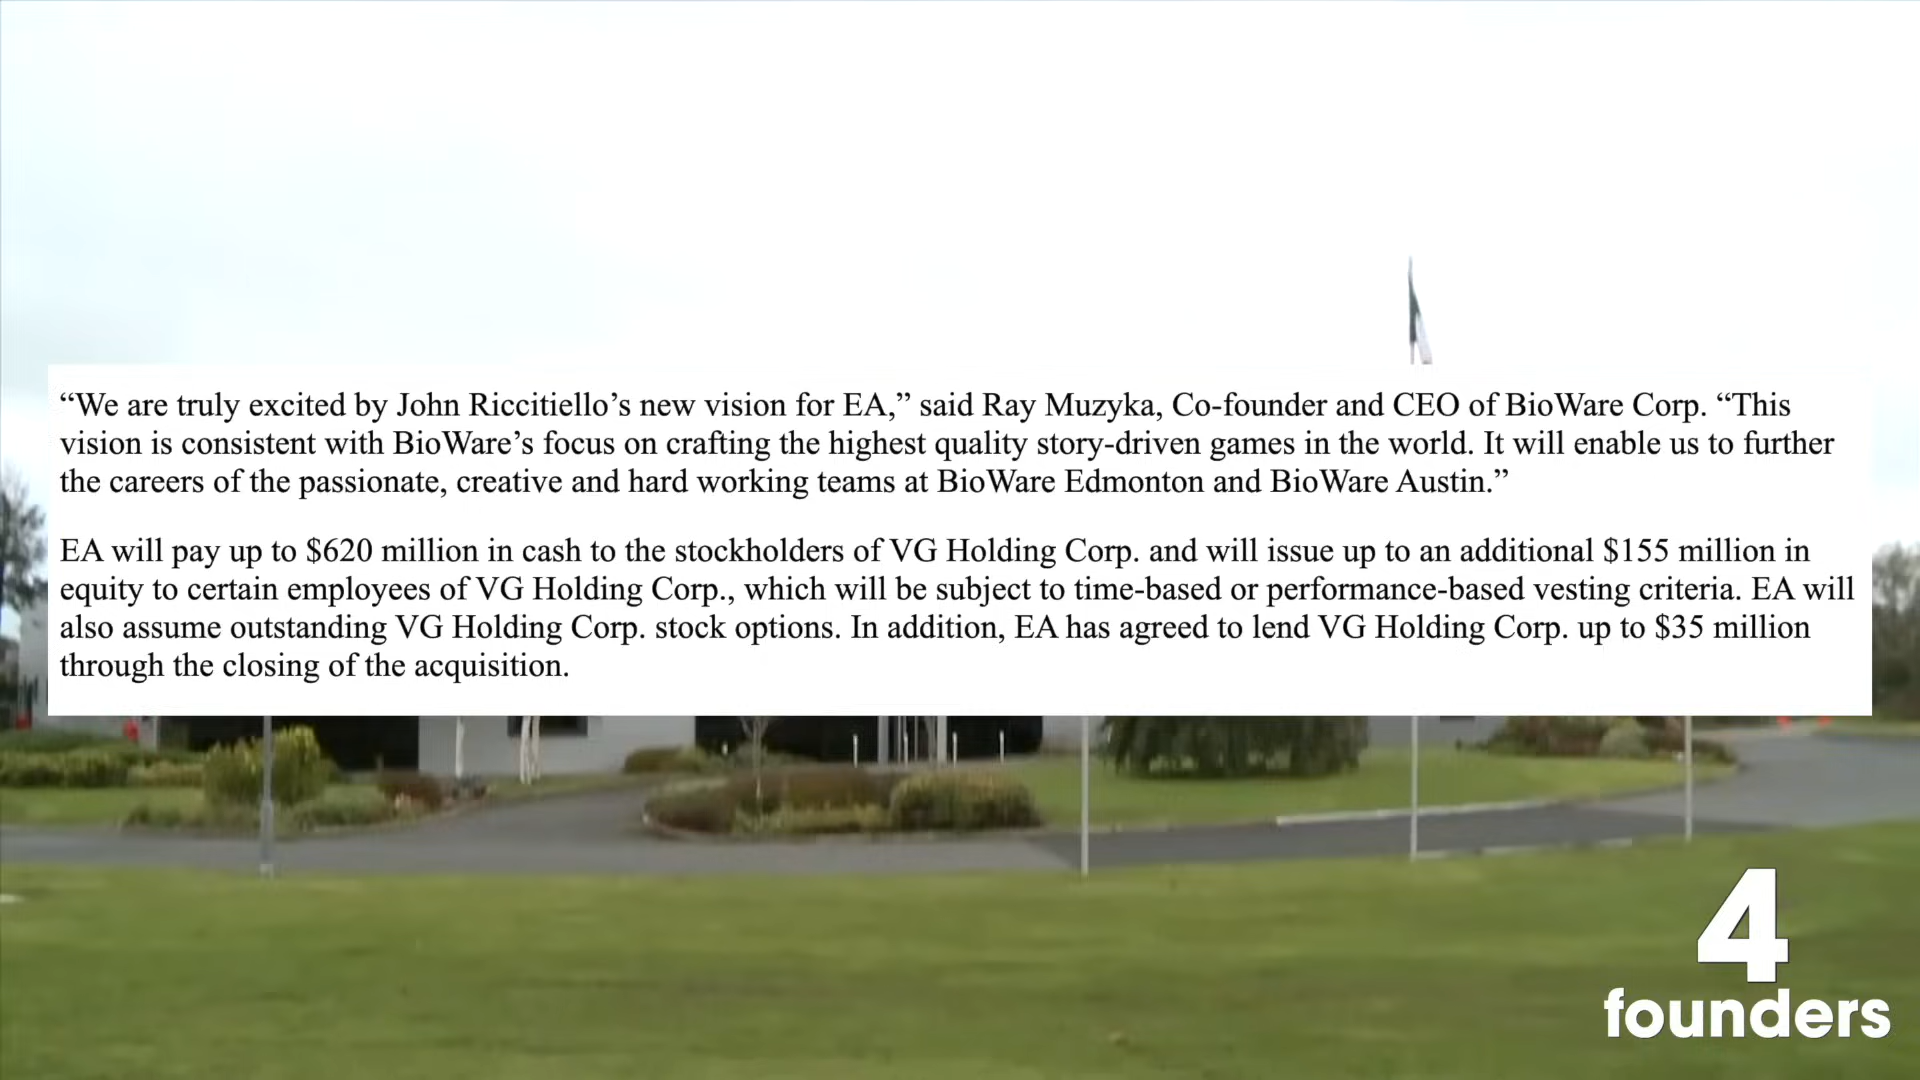 “We are truly excited by John Riccitiello’s new vision for EA,” said Ray Muzyka, Co-founder and CEO of BioWare Corp. “This
vision is consistent with BioWare’s focus on crafting the highest quality story-driven games in the world. It will enable us to further
the careers of the passionate, creative and hard working teams at BioWare Edmonton and BioWare Austin.”
EA will pay up to $620 million in cash to the stockholders of VG Holding Corp. and will issue up to an additional $155 million in
equity to certain employees of VG Holding Corp., which will be subject to time-based or performance-based vesting criteria. EA will
also assume outstanding VG Holding Corp. stock options. In addition, EA has agreed to lend VG Holding Corp. up to $35 million
through the closing of the acquisition.
4
founders